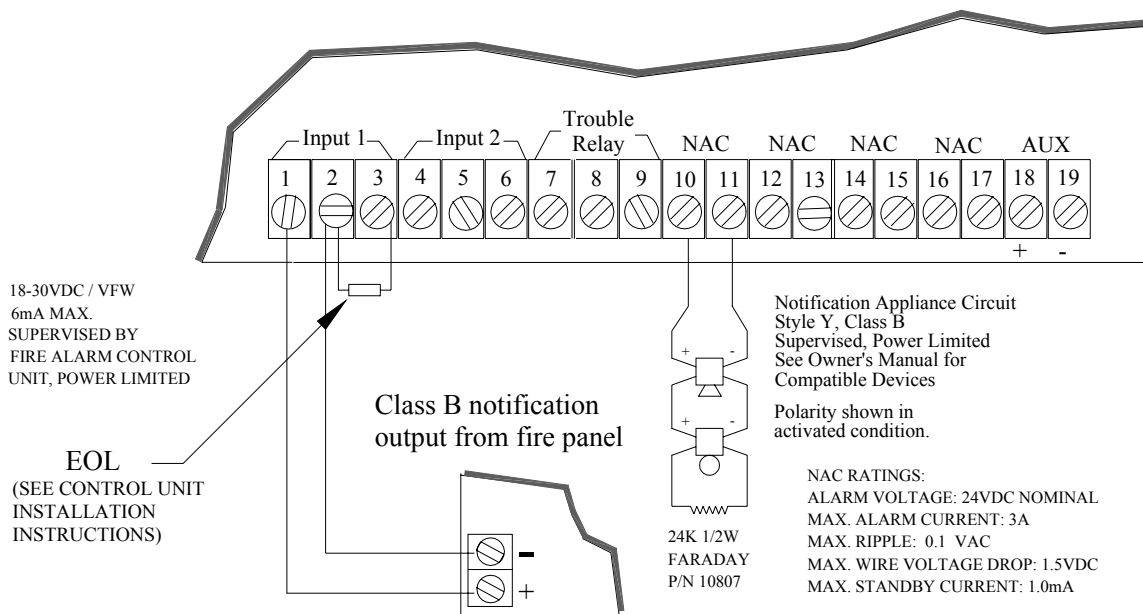 Trouble
Input 1 Input 2 Relay NAC NAC NAC NAC AUX
1 2 3 4 5 6 7 8 9 10 11 12 13 14 15 16 17 18 19
+ -
18-30VDC / VFW
6mA MAX.
SUPERVISED BY
FIRE ALARM CONTROL
UNIT, POWER LIMITED
EOL
(SEE CONTROL UNIT
INSTALLATION
INSTRUCTIONS)
Class B notification
output from fire panel
-
+
+ -
+ -
24K 1/2W
FARADAY
P/N 10807
Notification Appliance Circuit
Style Y, Class B
Supervised, Power Limited
See Owner's Manual for
Compatible Devices
Polarity shown in
activated condition.
NAC RATINGS:
ALARM VOLTAGE: 24VDC NOMINAL
MAX. ALARM CURRENT: 3A
MAX. RIPPLE: 0.1 VAC
MAX. WIRE VOLTAGE DROP: 1.5VDC
MAX. STANDBY CURRENT: 1.0mA